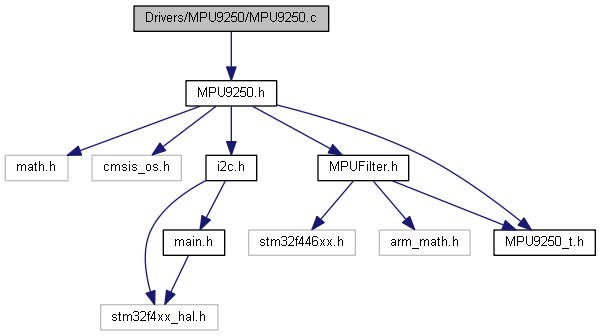 Drivers/MPU9250/MPU9250.c
MPU9250.h
math.h
cmsis_os.h
i2c.h
MPUFilter.h
main.h
stm32f446xx.h
arm_math.h
MPU9250_t.h
stm32f4xx_hal.h